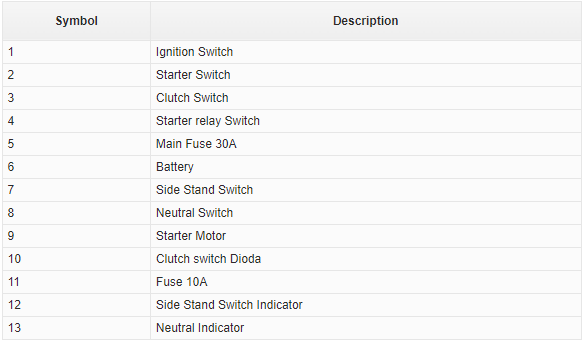 Symbol Description
1 Ignition Switch
2 Starter Switch
3 Clutch Switch
4 Starter relay Switch
5 Main Fuse 30A
6 Battery
7 Side Stand Switch
8 Neutral Switch
9 Starter Motor
10 Clutch switch Dioda
11 Fuse 10A
12 Side Stand Switch Indicator
13 Neutral Indicator